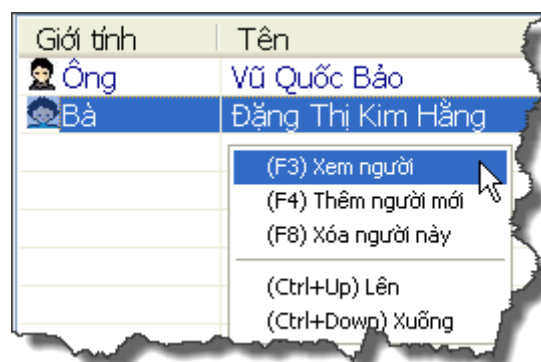 Giới tính Tên
Ông Vũ Quốc Bảo
Bà Đặng Thị Kim Hằng
(F3) Xem người
(F4) Thêm người mới
(F8) Xóa người này
(Ctrl+Up) Lên
(Ctrl+Down) Xuống